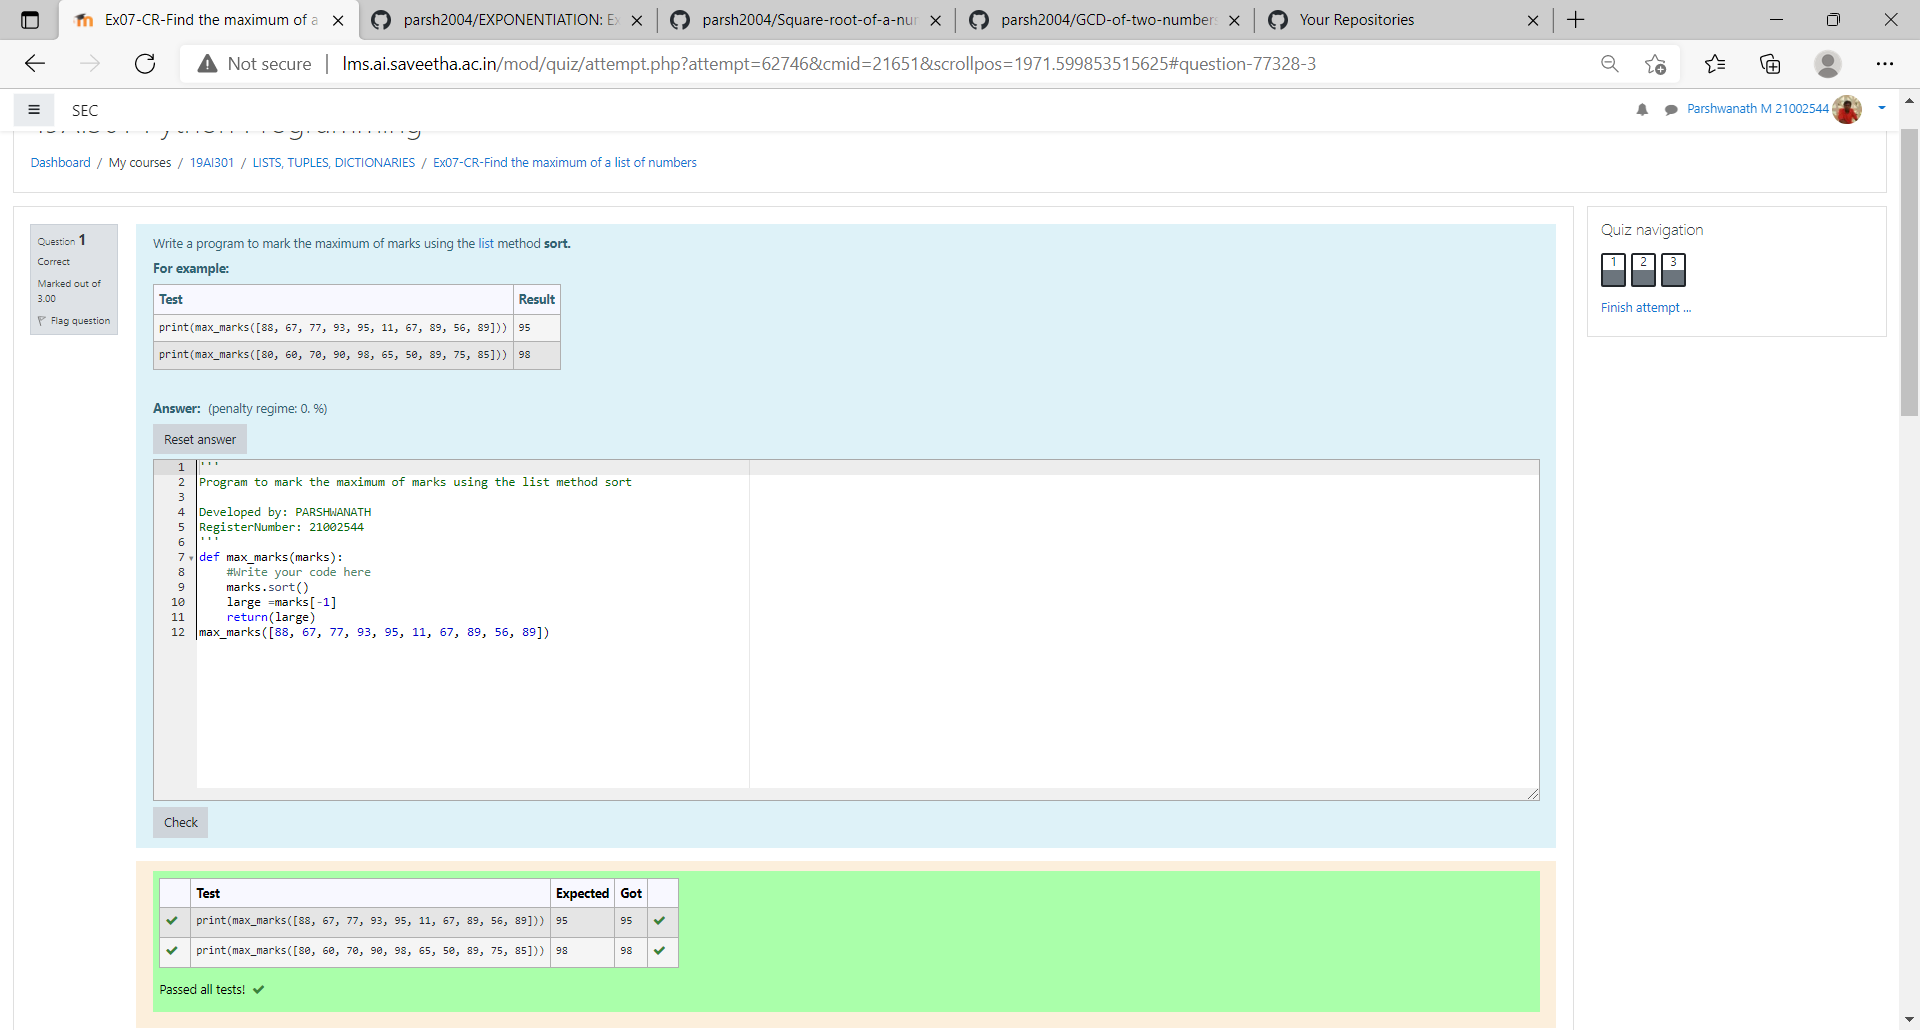 Ex07-CR-Find the maximum of a
parsh2004/EXPONENTIATION: Ex
parsh2004/Square-root-of-a-nur
parsh2004/GCD-of-two-numbers
Your Repositories
Not secure
lms.ai.saveetha.ac.in/mod/quiz/attempt.php?attempt=62746&cmid=21651&scrollpos=1971.599853515625#question-77328-3
SEC
Parshwanath M 21002544
19AI301 Python Programming
Dashboard / My courses / 19AI301 / LISTS, TUPLES, DICTIONARIES / Ex07-CR-Find the maximum of a list of numbers
Question 1
Correct
Marked out of
3.00
Flag question
Write a program to mark the maximum of marks using the list method sort.
For example:
Test Result
print(max_marks([88, 67, 77, 93, 95, 11, 67, 89, 56, 89])) 95
print(max_marks([80, 60, 70, 90, 98, 65, 50, 89, 75, 85])) 98
Answer: (penalty regime: 0. %)
Reset answer
1 '''
2 Program to mark the maximum of marks using the list method sort
3
4 Developed by: PARSHWANATH
5 RegisterNumber: 21002544
6 '''
7 def max_marks(marks):
8 #Write your code here
9 marks.sort()
10 large =marks[-1]
11 return(large)
12 max_marks([88, 67, 77, 93, 95, 11, 67, 89, 56, 89])
Check
Test Expected Got
print(max_marks([88, 67, 77, 93, 95, 11, 67, 89, 56, 89])) 95 95
print(max_marks([80, 60, 70, 90, 98, 65, 50, 89, 75, 85])) 98 98
Passed all tests!
Quiz navigation
1 2 3
Finish attempt ...